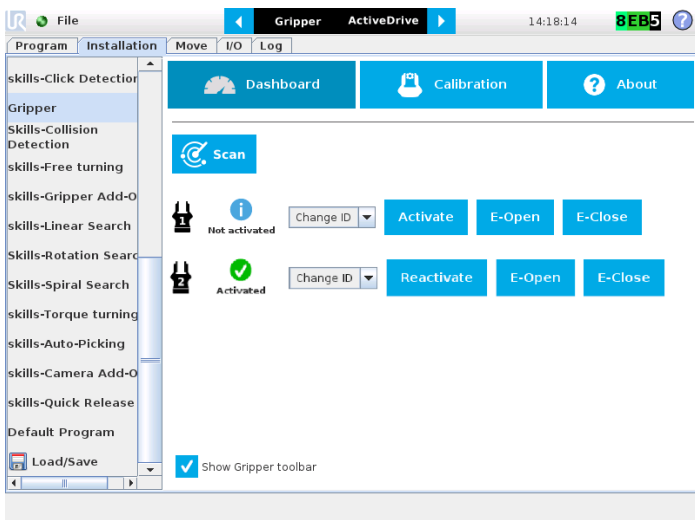 UR File Gripper ActiveDrive 14:18:14 8EB5 ?
Program Installation Move I/O Log
skills-Click Detection
Gripper
Skills-Collision
Detection
skills-Free turning
skills-Gripper Add-O
skills-Linear Search
Skills-Rotation Searc
Skills-Spiral Search
skills-Torque turning
skills-Auto-Picking
skills-Camera Add-O
skills-Quick Release
Default Program
Load/Save
Dashboard Calibration ? About
Scan
1 i Not activated Change ID Activate E-Open E-Close
2 Activated Change ID Reactivate E-Open E-Close
Show Gripper toolbar